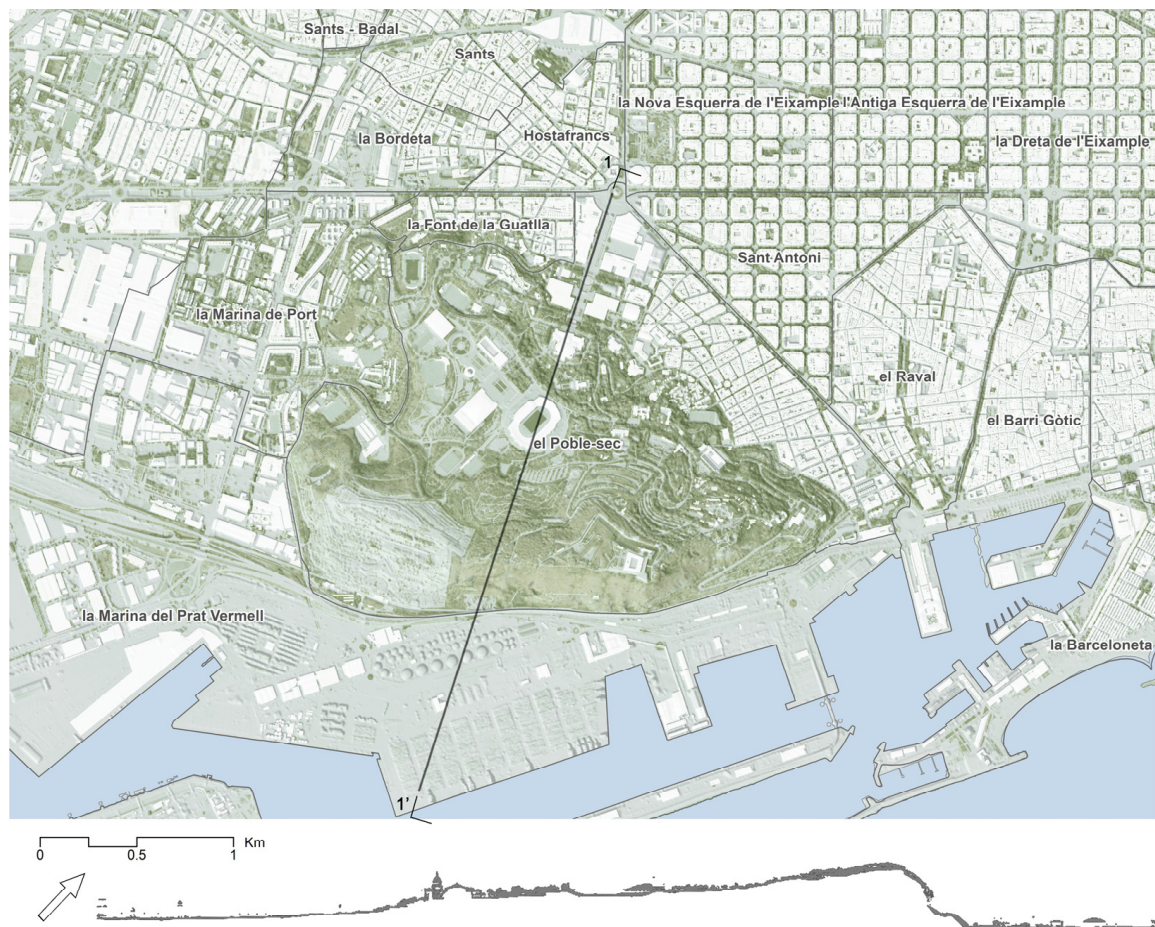 Sants - Badal
Sants
la Nova Esquerra de l'Eixample
l'Antiga Esquerra de l'Eixample
la Bordeta
Hostafrancs
la Dreta de l'Eixample
1
la Font de la Guatlla
Sant Antoni
la Marina de Port
el Raval
el Barri Gòtic
el Poble-sec
la Marina del Prat Vermell
la Barceloneta
1'
0 0.5 1 Km